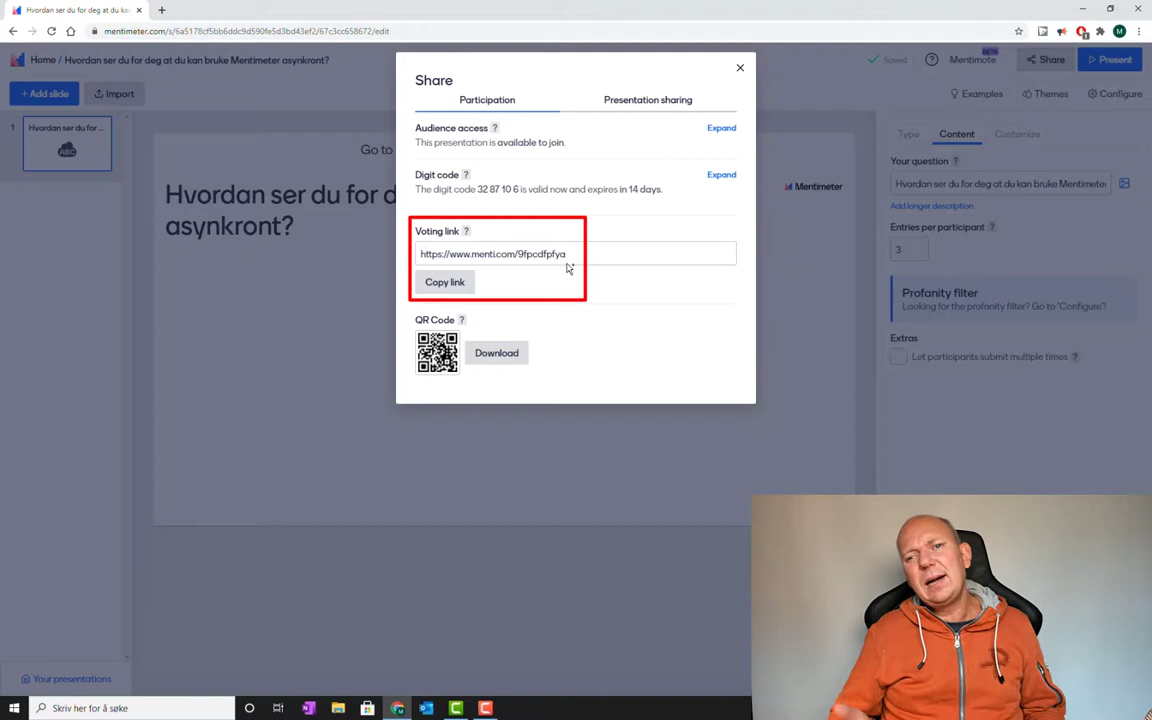 Hvordan ser du for deg at du kan
mentimeter.com/s/6a5178cf5bb6ddc9d590fe5d3bd43ef2/67c3cc658672/edit
Home / Hvordan ser du for deg at du kan bruke Mentimeter asynkront?
Saved
Mentimote
BETA
Share
Present
+ Add slide
Import
Examples
Themes
Configure
1
Hvordan ser du for...
ABC
Go to
Hvordan ser du for d
asynkront?
Mentimeter
Share
Participation
Presentation sharing
Audience access ?
Expand
This presentation is available to join.
Digit code ?
Expand
The digit code 32 87 10 6 is valid now and expires in 14 days.
Voting link ?
https://www.menti.com/9fpcdfpfya
Copy link
QR Code ?
Download
Type
Content
Customize
Your question ?
Hvordan ser du for deg at du kan bruke Mentimeter
Add longer description
Entries per participant ?
3
Profanity filter
Looking for the profanity filter? Go to "Configure"!
Extras
Let participants submit multiple times ?
Your presentations
Skriv her for å søke